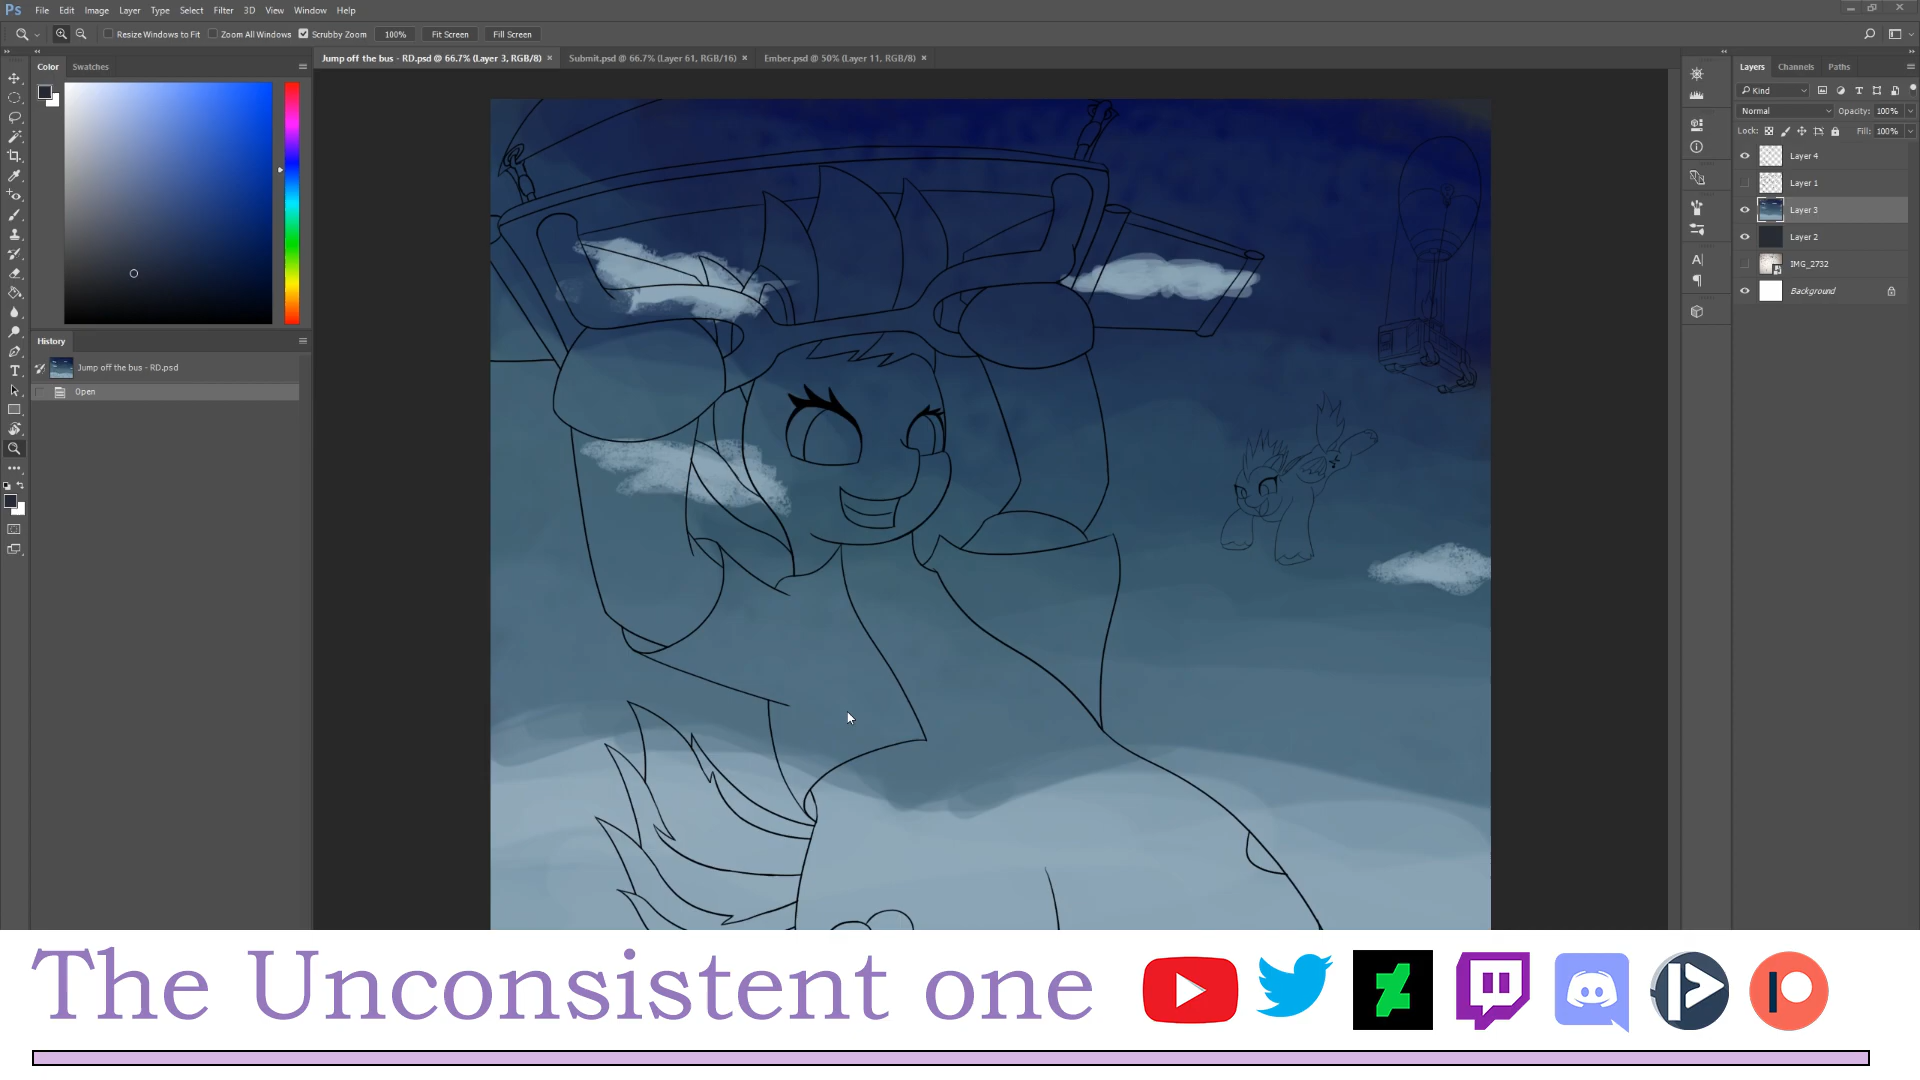 Ps File Edit Image Layer Type Select Filter 3D View Window Help
Resize Windows to Fit Zoom All Windows Scrubby Zoom 100% Fit Screen Fill Screen
Color Swatches
Jump off the bus - RD.psd @ 66.7% (Layer 3, RGB/8) × Submit.psd @ 66.7% (Layer 61, RGB/16) × Ember.psd @ 50% (Layer 11, RGB/8) ×
Layers Channels Paths
Kind
Normal Opacity: 100%
Lock: Fill: 100%
Layer 4
Layer 1
Layer 3
Layer 2
IMG_2732
Background
History
Jump off the bus - RD.psd
Open
The Unconsistent one